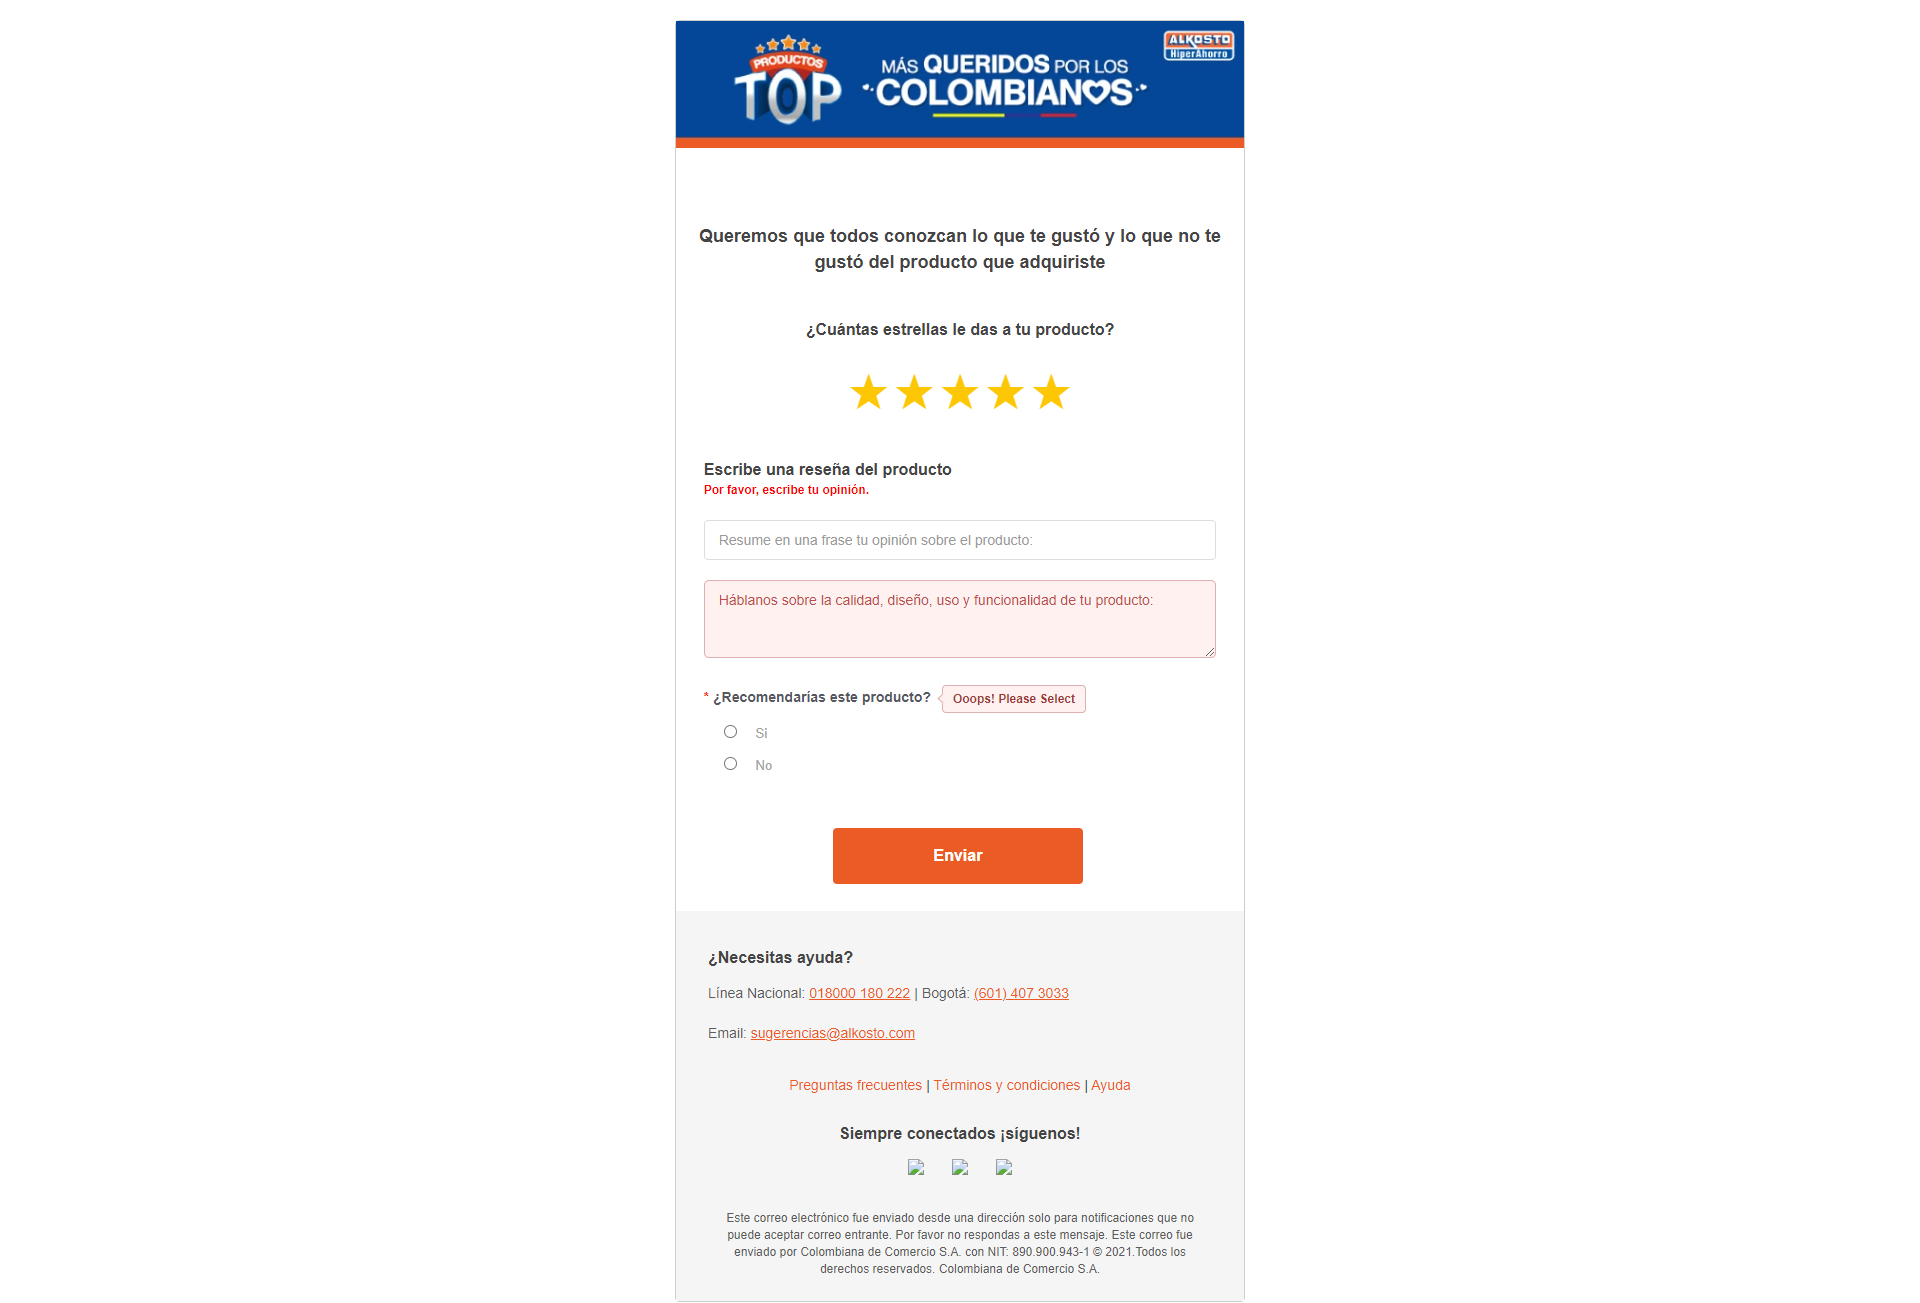 PRODUCTOS
TOP
MÁS QUERIDOS POR LOS
COLOMBIANOS
ALKOSTO
HiperAhorro
Queremos que todos conozcan lo que te gustó y lo que no te
gustó del producto que adquiriste
¿Cuántas estrellas le das a tu producto?
Escribe una reseña del producto
Por favor, escribe tu opinión.
Resume en una frase tu opinión sobre el producto:
Háblanos sobre la calidad, diseño, uso y funcionalidad de tu producto:
* ¿Recomendarías este producto? Ooops! Please Select
Si
No
Enviar
¿Necesitas ayuda?
Línea Nacional: 018000 180 222 | Bogotá: (601) 407 3033
Email: sugerencias@alkosto.com
Preguntas frecuentes | Términos y condiciones | Ayuda
Siempre conectados ¡síguenos!
Este correo electrónico fue enviado desde una dirección solo para notificaciones que no
puede aceptar correo entrante. Por favor no respondas a este mensaje. Este correo fue
enviado por Colombiana de Comercio S.A. con NIT: 890.900.943-1 © 2021.Todos los
derechos reservados. Colombiana de Comercio S.A.